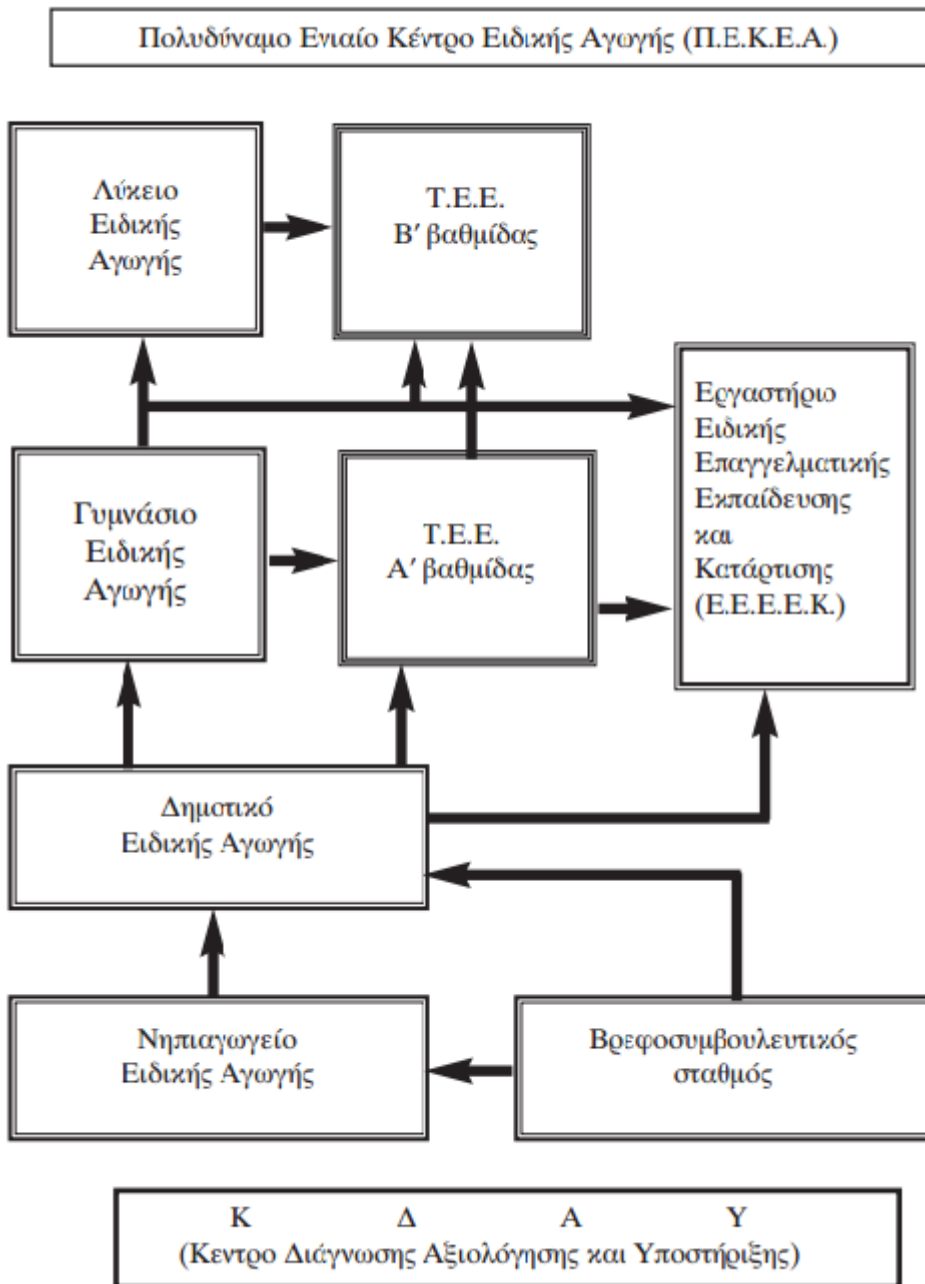 Πολυδύναμο Ενιαίο Κέντρο Ειδικής Αγωγής (Π.Ε.Κ.Ε.Α.)
Λύκειο
Ειδικής
Αγωγής
Τ.Ε.Ε.
Β' βαθμίδας
Εργαστήριο
Ειδικής
Επαγγελματικής
Εκπαίδευσης
και
Κατάρτισης
(Ε.Ε.Ε.Ε.Κ.)
Γυμνάσιο
Ειδικής
Αγωγής
Τ.Ε.Ε.
Α' βαθμίδας
Δημοτικό
Ειδικής Αγωγής
Νηπιαγωγείο
Ειδικής Αγωγής
Βρεφοσυμβουλευτικός
σταθμός
Κ Δ Α Υ
(Κεντρο Διάγνωσης Αξιολόγησης και Υποστήριξης)